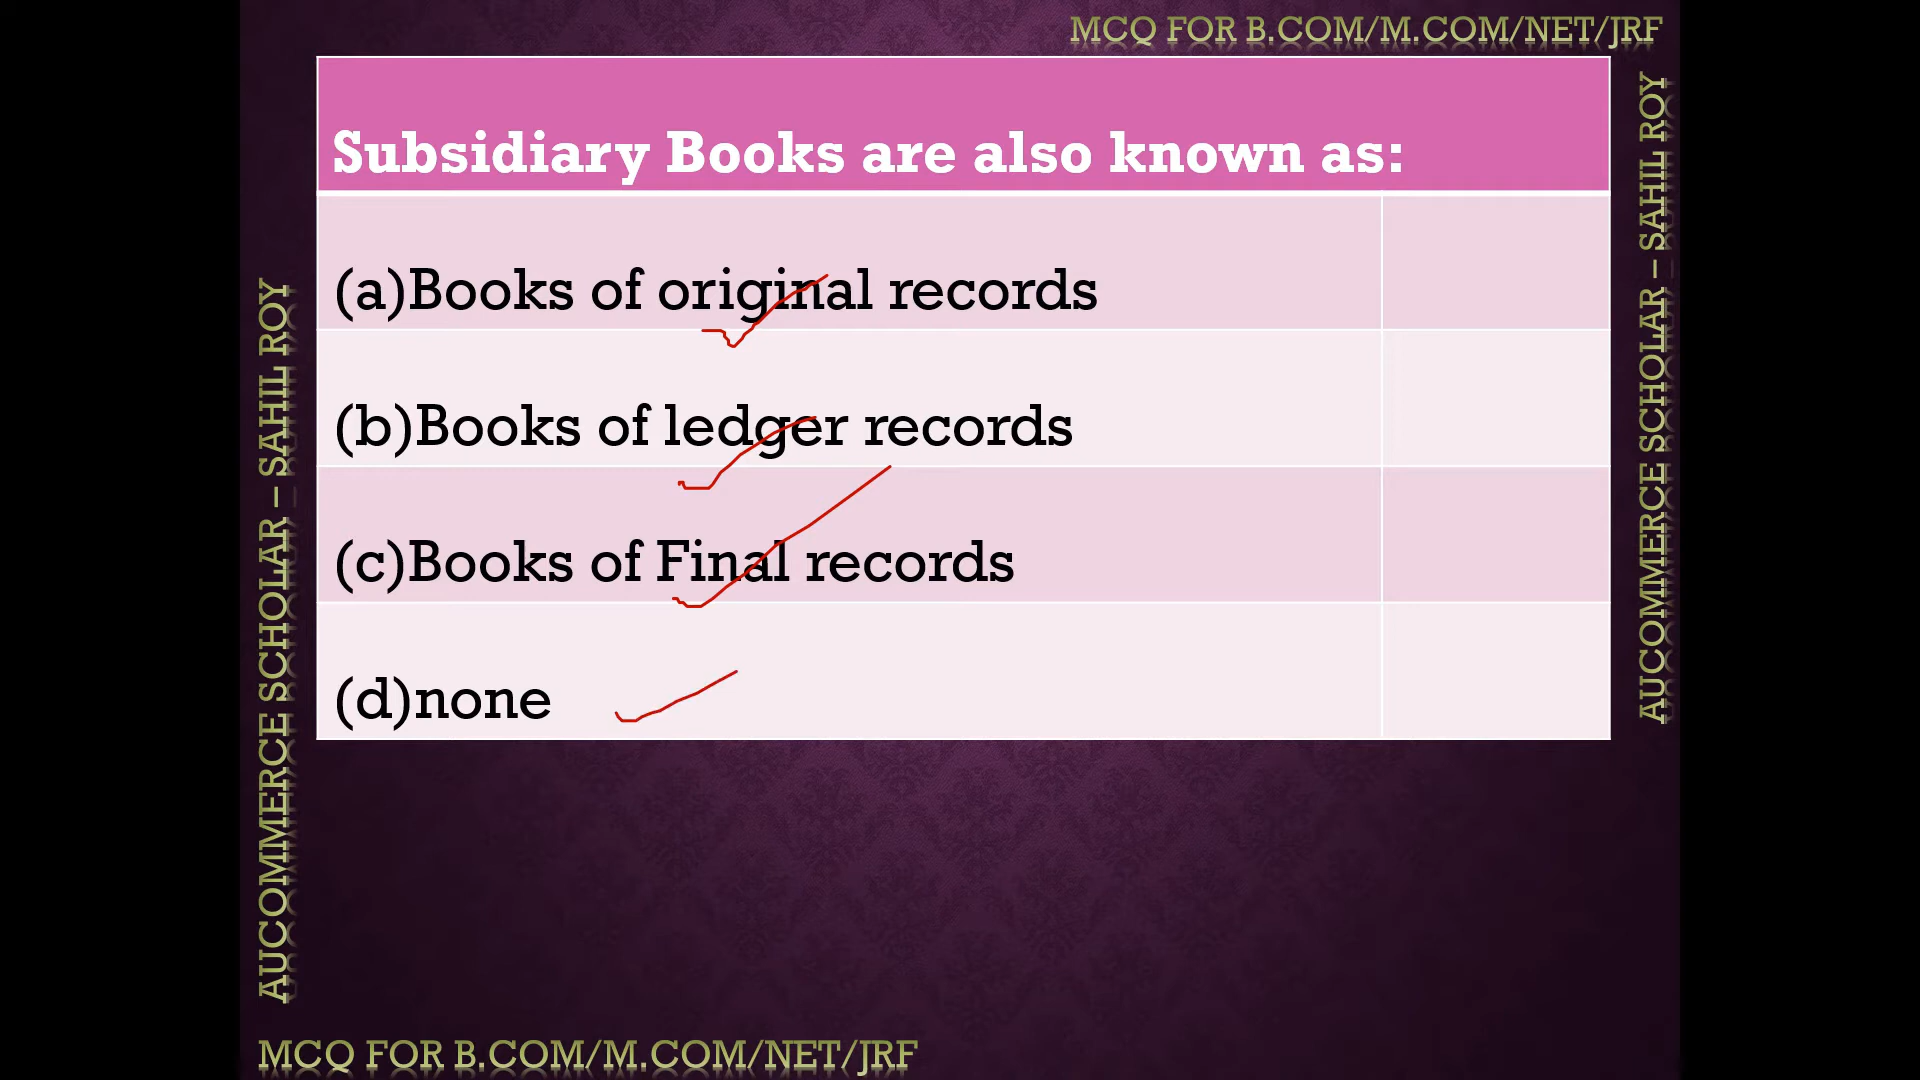 MCQ FOR B.COM/M.COM/NET/JRF
Subsidiary Books are also known as:
(a)Books of original records
(b)Books of ledger records
(c)Books of Final records
(d)none
AUCOMMERCE SCHOLAR – SAHIL ROY
AUCOMMERCE SCHOLAR – SAHIL ROY
MCQ FOR B.COM/M.COM/NET/JRF